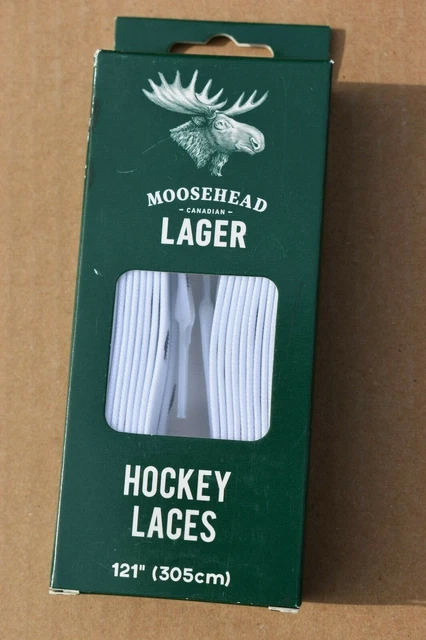 MOOSEHEAD
- CANADIAN -
LAGER
HOCKEY
LACES
121" (305cm)